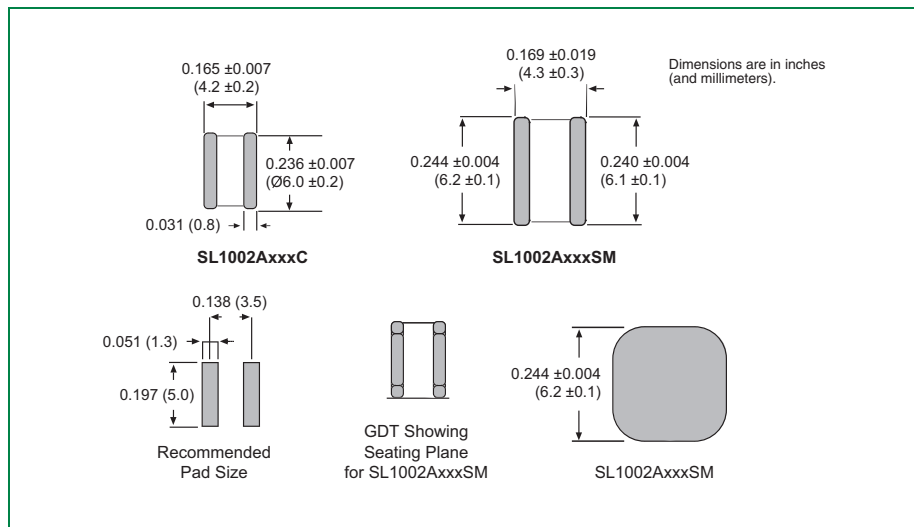 0.165 ±0.007
(4.2 ±0.2)
0.169 ±0.019
(4.3 ±0.3)
Dimensions are in inches
(and millimeters).
0.236 ±0.007
(Ø6.0 ±0.2)
0.031 (0.8)
0.244 ±0.004
(6.2 ±0.1)
0.240 ±0.004
(6.1 ±0.1)
SL1002AxxxC
SL1002AxxxSM
0.138 (3.5)
0.051 (1.3)
0.197 (5.0)
Recommended
Pad Size
GDT Showing
Seating Plane
for SL1002AxxxSM
0.244 ±0.004
(6.2 ±0.1)
SL1002AxxxSM